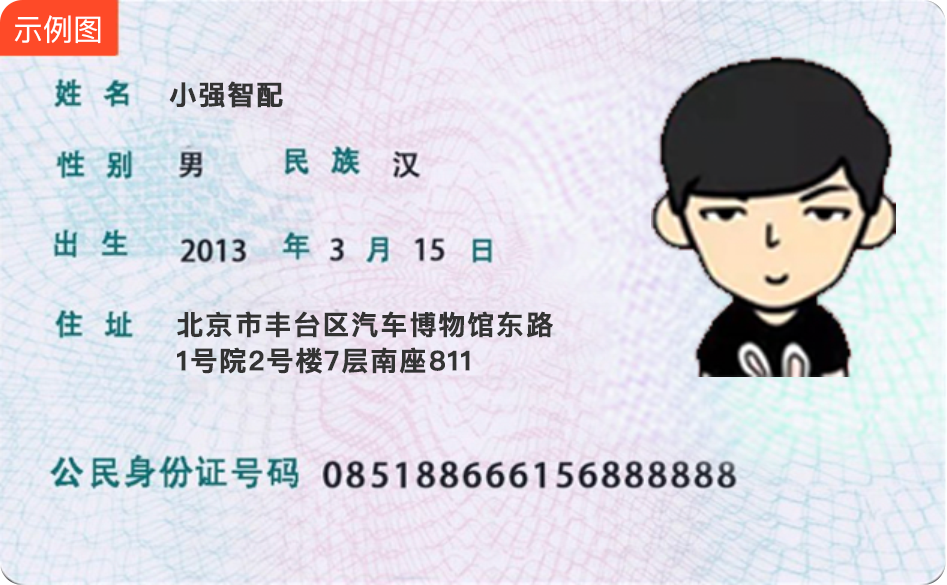 示例图
姓名 小强智配
性别 男 民族 汉
出生 2013 年 3 月 15 日
住址 北京市丰台区汽车博物馆东路
1号院2号楼7层南座811
公民身份证号码 085188666156888888